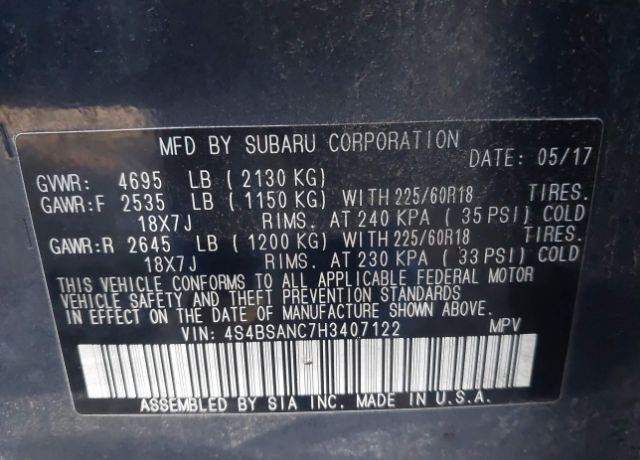 MFD BY SUBARU CORPORATION
DATE: 05/17
GVWR: 4695 LB ( 2130 KG)
GAWR:F 2535 LB ( 1150 KG) WITH 225/60R18 TIRES.
18X7J RIMS. AT 240 KPA ( 35 PSI) COLD
GAWR:R 2645 LB ( 1200 KG) WITH 225/60R18 TIRES.
18X7J RIMS. AT 230 KPA ( 33 PSI) COLD
THIS VEHICLE CONFORMS TO ALL APPLICABLE FEDERAL MOTOR
VEHICLE SAFETY AND THEFT PREVENTION STANDARDS
IN EFFECT ON THE DATE OF MANUFACTURE SHOWN ABOVE.
VIN: 4S4BSANC7H3407122 MPV
ASSEMBLED BY SIA INC. MADE IN U.S.A.